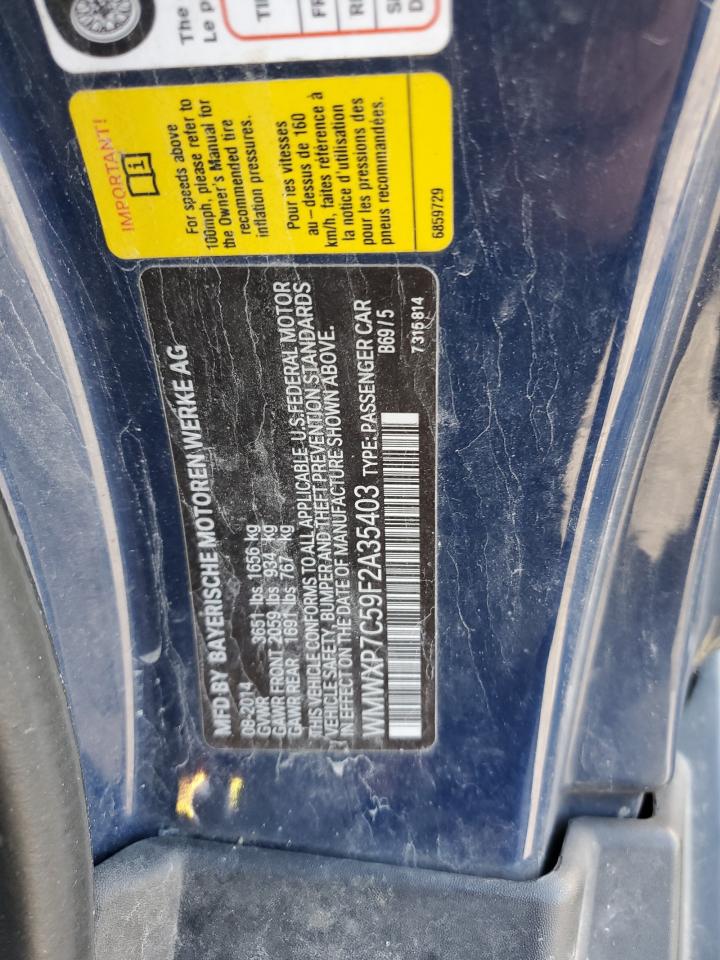 The
Le p
TI
FR
RE
S
D
IMPORTANT!
i
For speeds above
100mph, please refer to
the Owner's Manual for
recommended tire
inflation pressures.
Pour les vitesses
au-dessus de 160
km/h, faites référence à
la notice d'utilisation
pour les pressions des
pneus recommandées.
6859729
MFD BY BAYERISCHE MOTOREN WERKE AG
08-2014
GVWR 3651 lbs 1656 kg
GAWR FRONT 2059 lbs 934 kg
GAWR REAR 1691 lbs 767 kg
THIS VEHICLE CONFORMS TO ALL APPLICABLE U.S.FEDERAL MOTOR
VEHICLE SAFETY, BUMPER AND THEFT PREVENTION STANDARDS
IN EFFECT ON THE DATE OF MANUFACTURE SHOWN ABOVE.
WMWXP7C59F2A35403 TYPE: PASSENGER CAR
B69/5
7315814